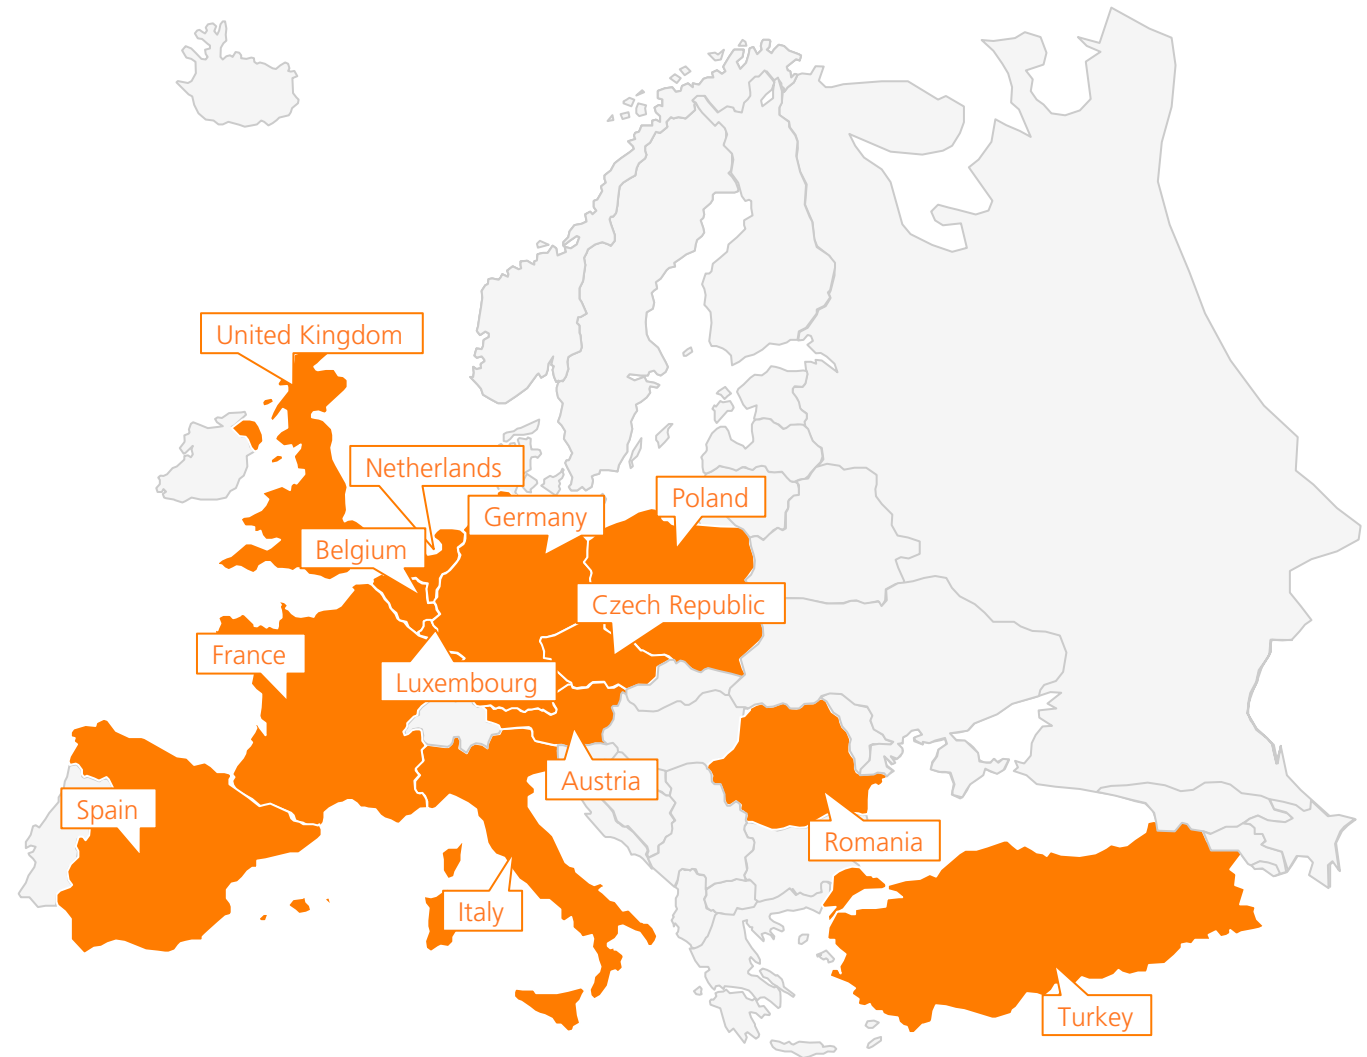 United Kingdom
Netherlands
Poland
Germany
Belgium
Czech Republic
France
Luxembourg
Austria
Spain
Romania
Italy
Turkey